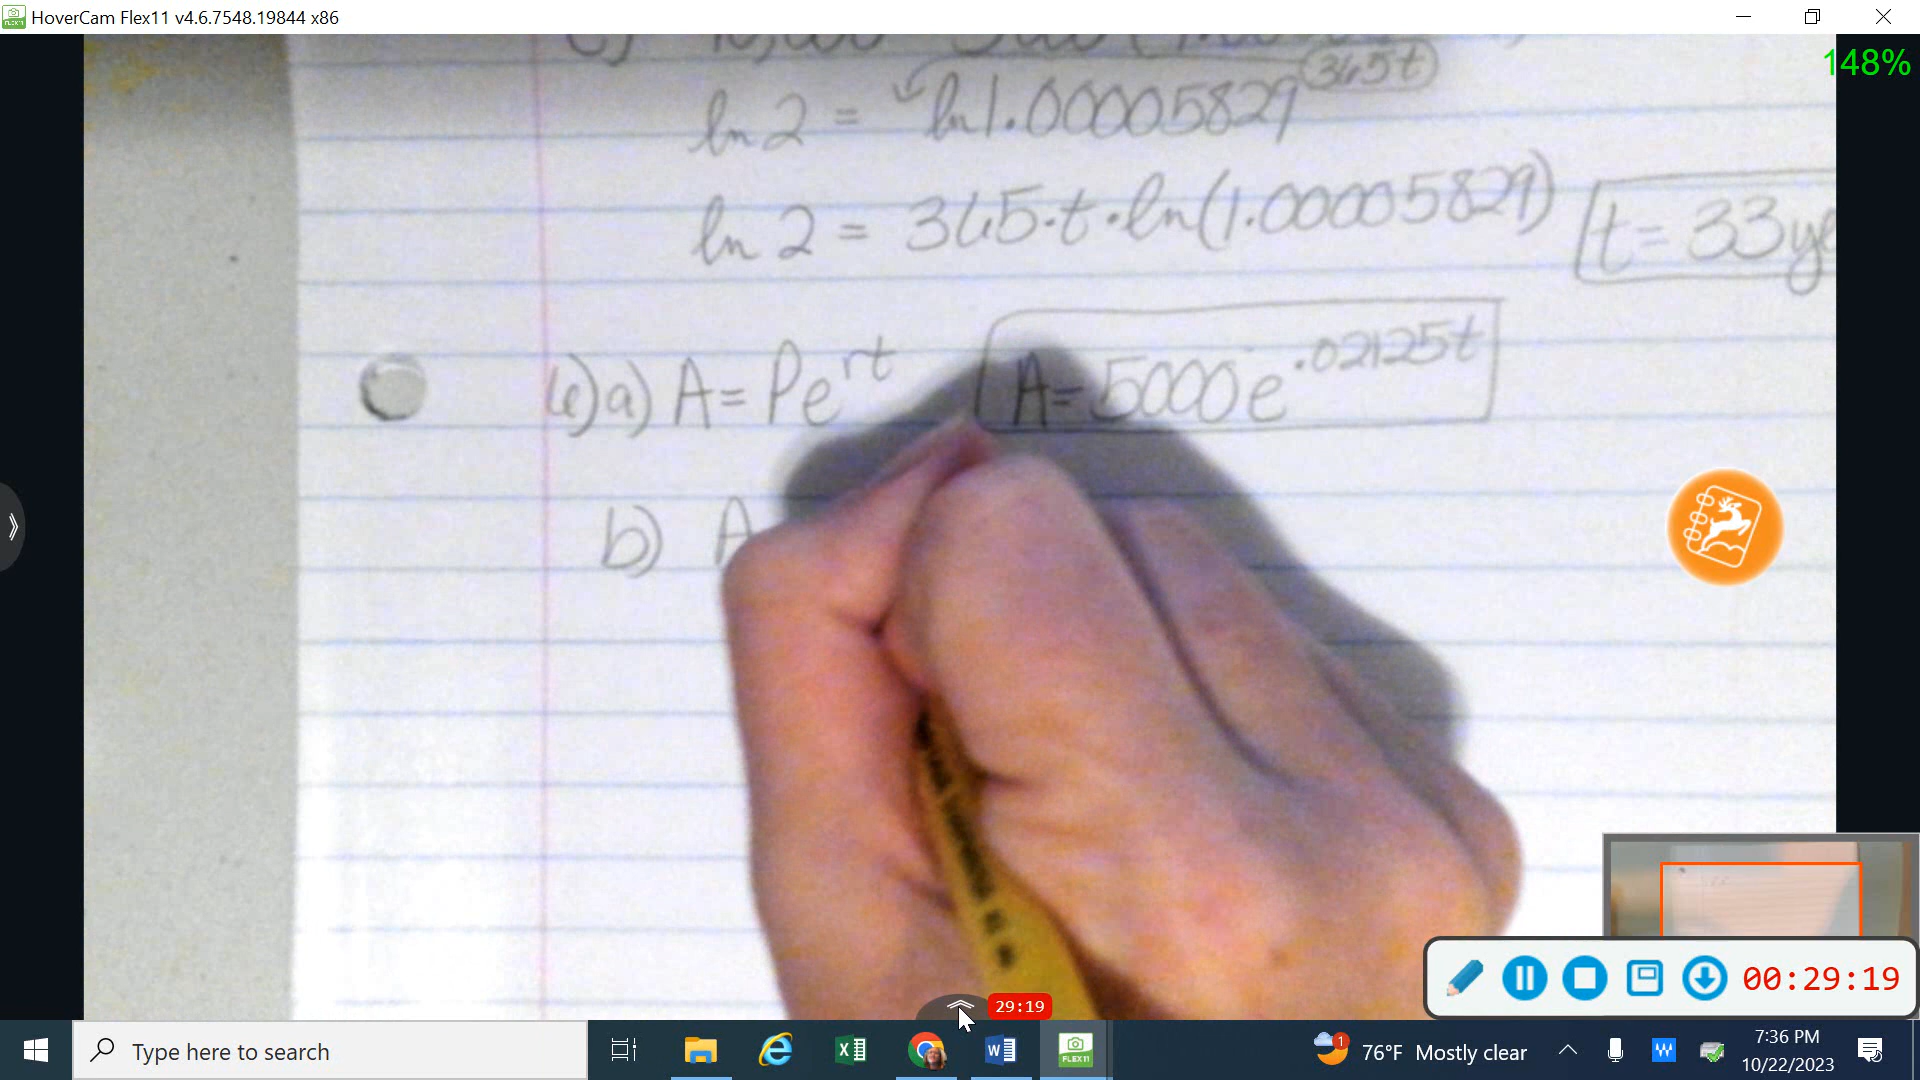 HoverCam Flex11 v4.6.7548.19844 x86
148%
365t
ln 2 = ln 1.00005829
ln 2 = 365·t·ln(1.00005829)
t = 33
6)a) A = Pe^rt
A = 5000e^.02125t
b) A
00:29:19
29:19
Type here to search
FLEX11
1
76°F Mostly clear
7:36 PM
10/22/2023